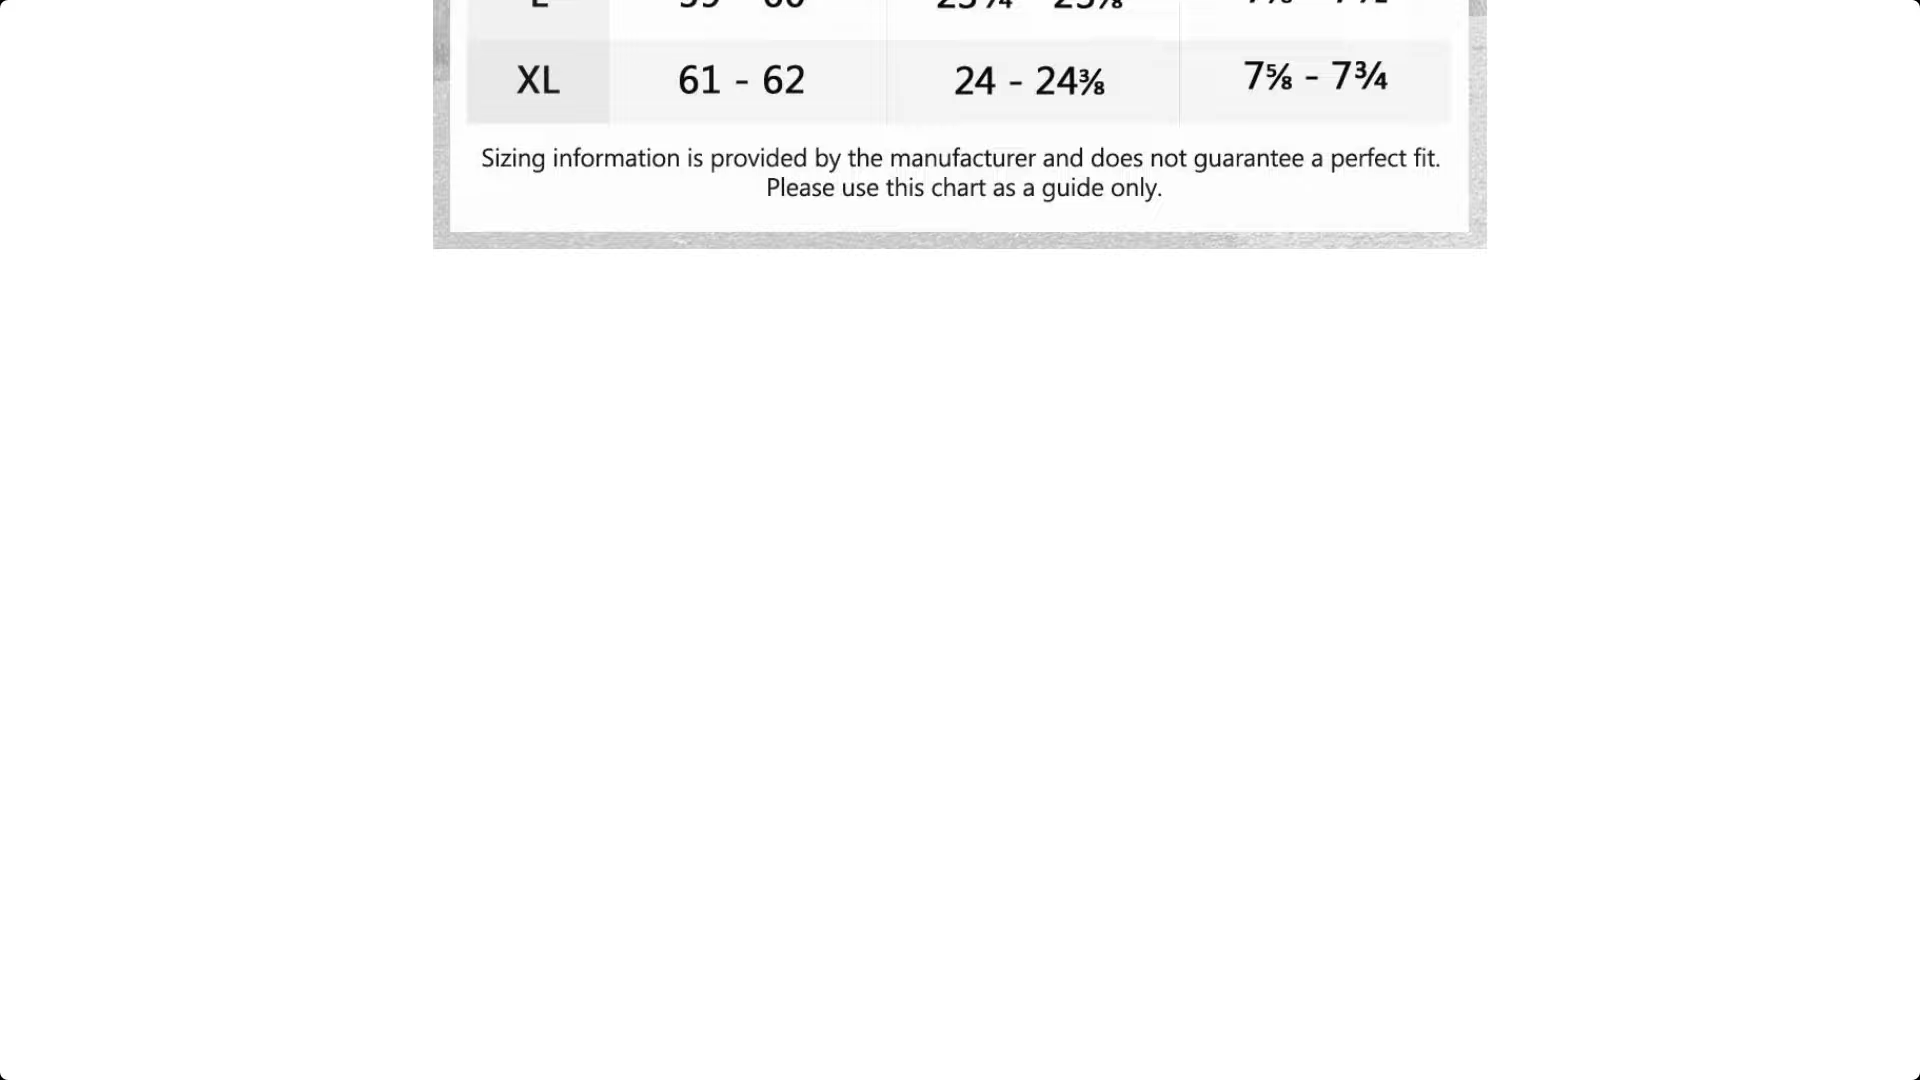 XL 61 - 62 24 - 24⅜ 7⅝ - 7¾
Sizing information is provided by the manufacturer and does not guarantee a perfect fit.
Please use this chart as a guide only.